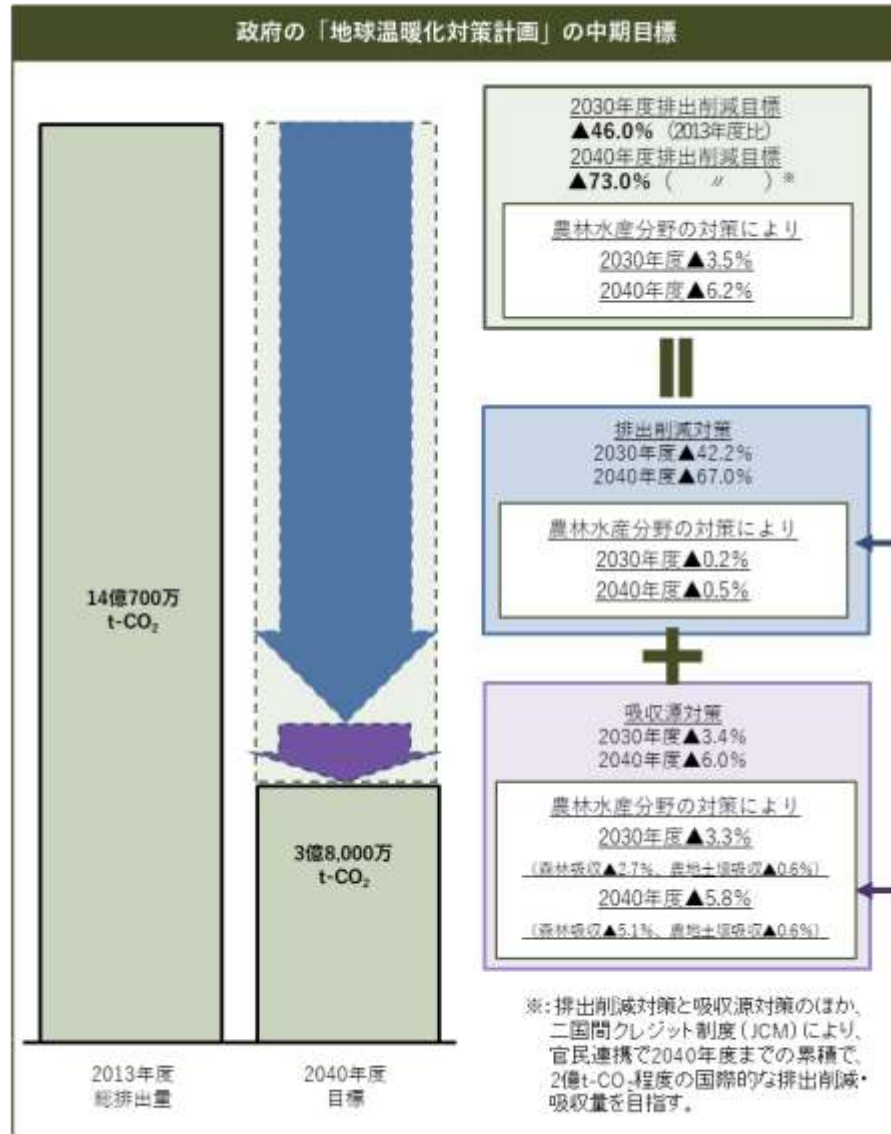 政府の「地球温暖化対策計画」の中期目標
14億700万
t-CO₂
3億8,000万
t-CO₂
2013年度
総排出量
2040年度
目標
2030年度排出削減目標
▲46.0% (2013年度比)
2040年度排出削減目標
▲73.0% ( 〃 )※
農林水産分野の対策により
2030年度▲3.5%
2040年度▲6.2%
排出削減対策
2030年度▲42.2%
2040年度▲67.0%
農林水産分野の対策により
2030年度▲0.2%
2040年度▲0.5%
吸収源対策
2030年度▲3.4%
2040年度▲6.0%
農林水産分野の対策により
2030年度▲3.3%
(森林吸収▲2.7%、農地土壌吸収▲0.6%)
2040年度▲5.8%
(森林吸収▲5.1%、農地土壌吸収▲0.6%)
※:排出削減対策と吸収源対策のほか、
二国間クレジット制度(JCM)により、
官民連携で2040年度までの累積で、
2億t-CO₂程度の国際的な排出削減・
吸収量を目指す。